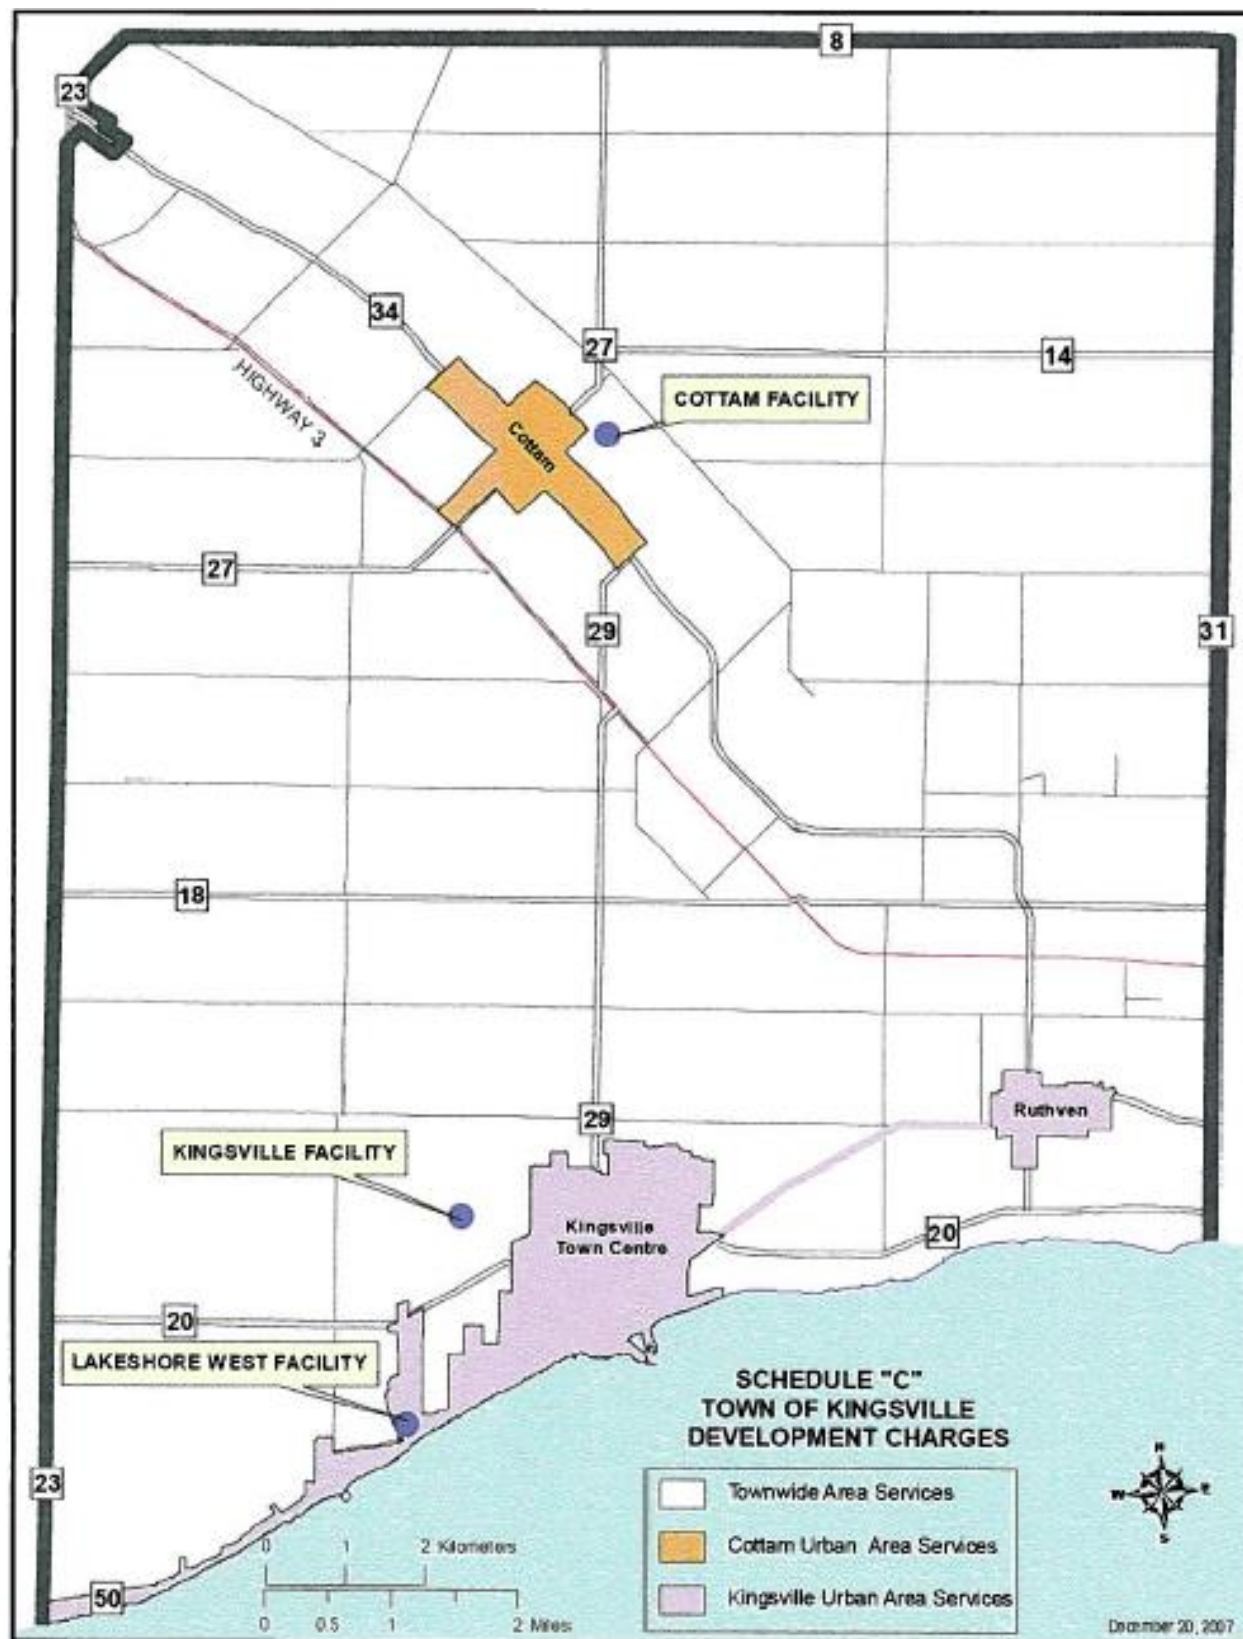 8
23
34
27
14
COTTAM FACILITY
HIGHWAY 3
Cottam
27
29
31
18
29
Ruthven
KINGSVILLE FACILITY
Kingsville
Town Centre
20
20
LAKESHORE WEST FACILITY
SCHEDULE "C"
TOWN OF KINGSVILLE
DEVELOPMENT CHARGES
23
N
W E
S
Townwide Area Services
Cottam Urban Area Services
Kingsville Urban Area Services
0 1 2 Kilometers
50
0 0.5 1 2 Miles
December 20, 2007